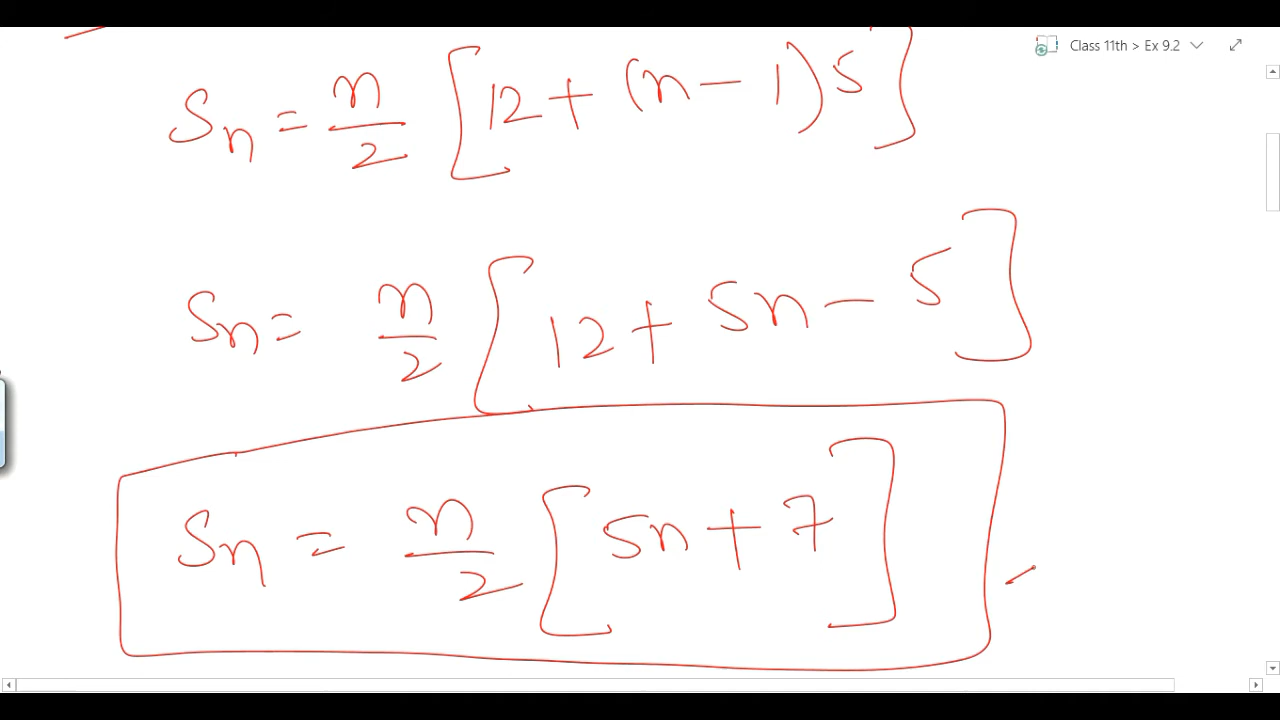 Class 11th > Ex 9.2
Sn = n/2 [12 + (n - 1)5]
Sn = n/2 [12 + 5n - 5]
Sn = n/2 [5n + 7]